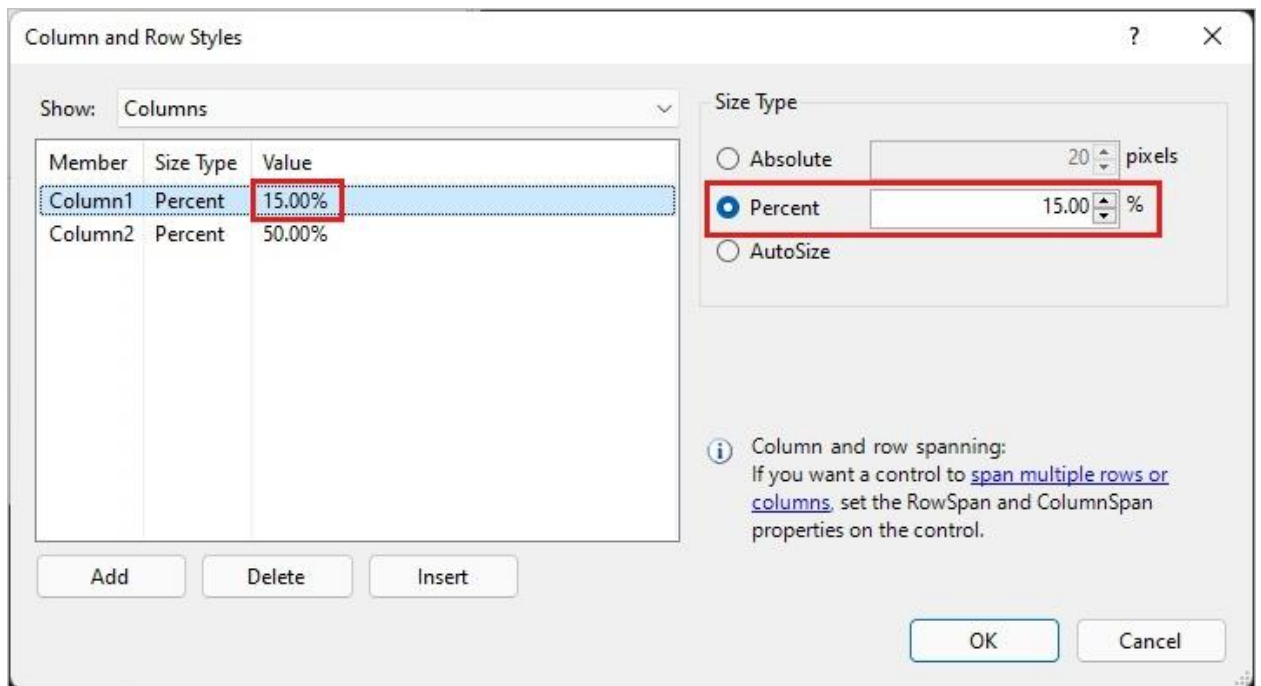 Column and Row Styles ? ×
Show: Columns
Member Size Type Value
Column1 Percent 15.00%
Column2 Percent 50.00%
Add Delete Insert
Size Type
Absolute 20 pixels
Percent 15.00 %
AutoSize
Column and row spanning:
If you want a control to span multiple rows or
columns, set the RowSpan and ColumnSpan
properties on the control.
OK Cancel